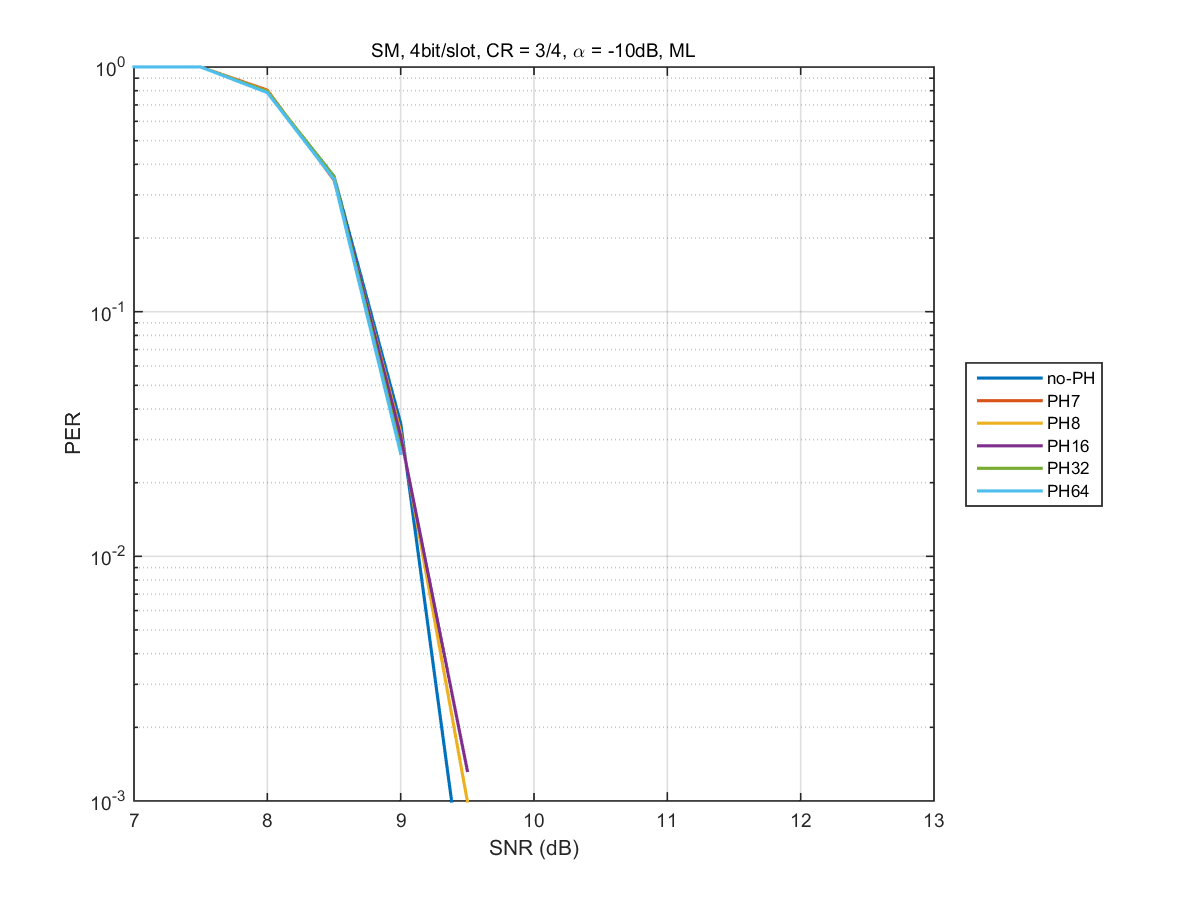 SM, 4bit/slot, CR = 3/4, α = -10dB, ML
10^0
10^-1
10^-2
10^-3
PER
7 8 9 10 11 12 13
SNR (dB)
no-PH
PH7
PH8
PH16
PH32
PH64